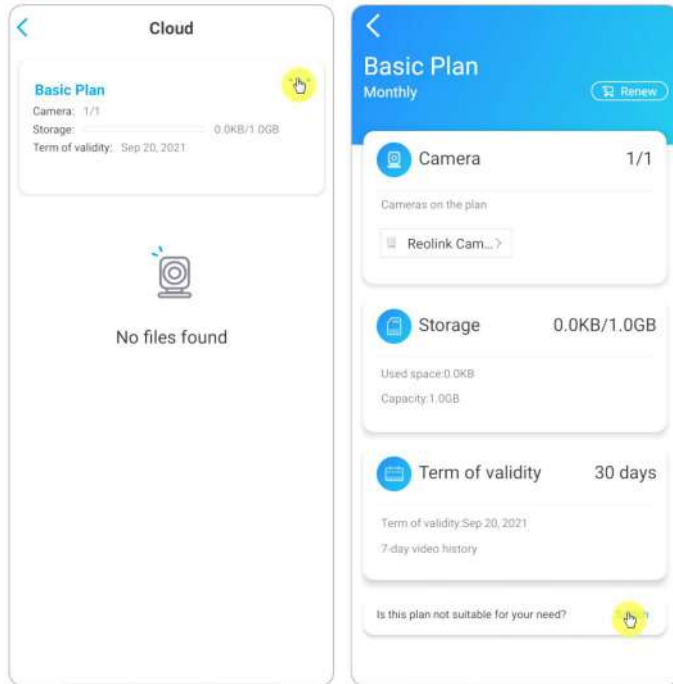 Cloud
Basic Plan
Camera: 1/1
Storage: 0.0KB/1.0GB
Term of validity: Sep 20, 2021
No files found
Basic Plan
Monthly
Renew
Camera 1/1
Cameras on the plan
Reolink Cam...>
Storage 0.0KB/1.0GB
Used space:0.0KB
Capacity:1.0GB
Term of validity 30 days
Term of validity:Sep 20, 2021
7-day video history
Is this plan not suitable for your need?